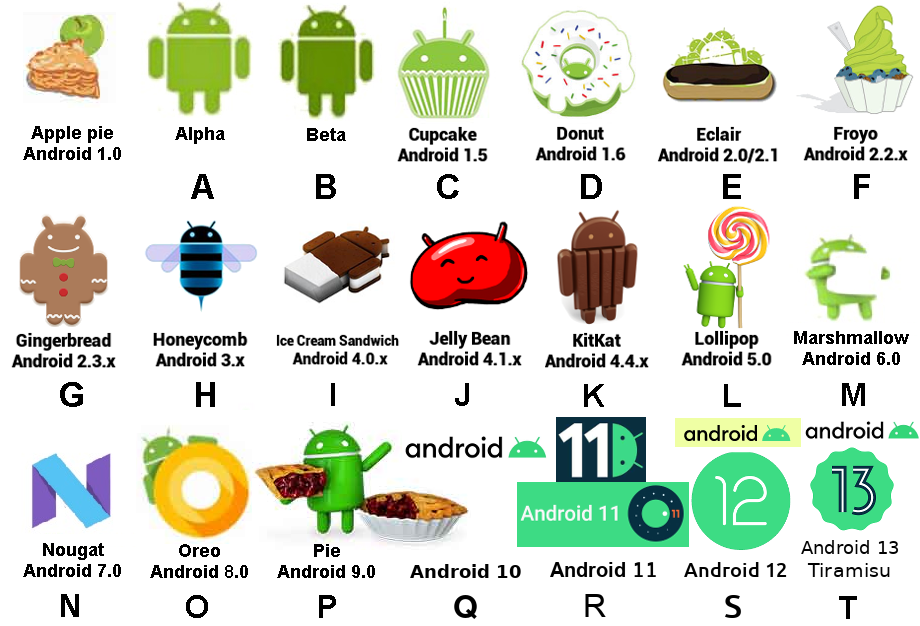 Apple pie
Android 1.0
Alpha
A
Beta
B
Cupcake
Android 1.5
C
Donut
Android 1.6
D
Eclair
Android 2.0/2.1
E
Froyo
Android 2.2.x
F
Gingerbread
Android 2.3.x
G
Honeycomb
Android 3.x
H
Ice Cream Sandwich
Android 4.0.x
I
Jelly Bean
Android 4.1.x
J
KitKat
Android 4.4.x
K
Lollipop
Android 5.0
L
Marshmallow
Android 6.0
M
N
Nougat
Android 7.0
N
Oreo
Android 8.0
O
Pie
Android 9.0
P
android
Android 10
Q
11
Android 11
11
Android 11
R
android
12
Android 12
S
android
13
Android 13
Tiramisu
T